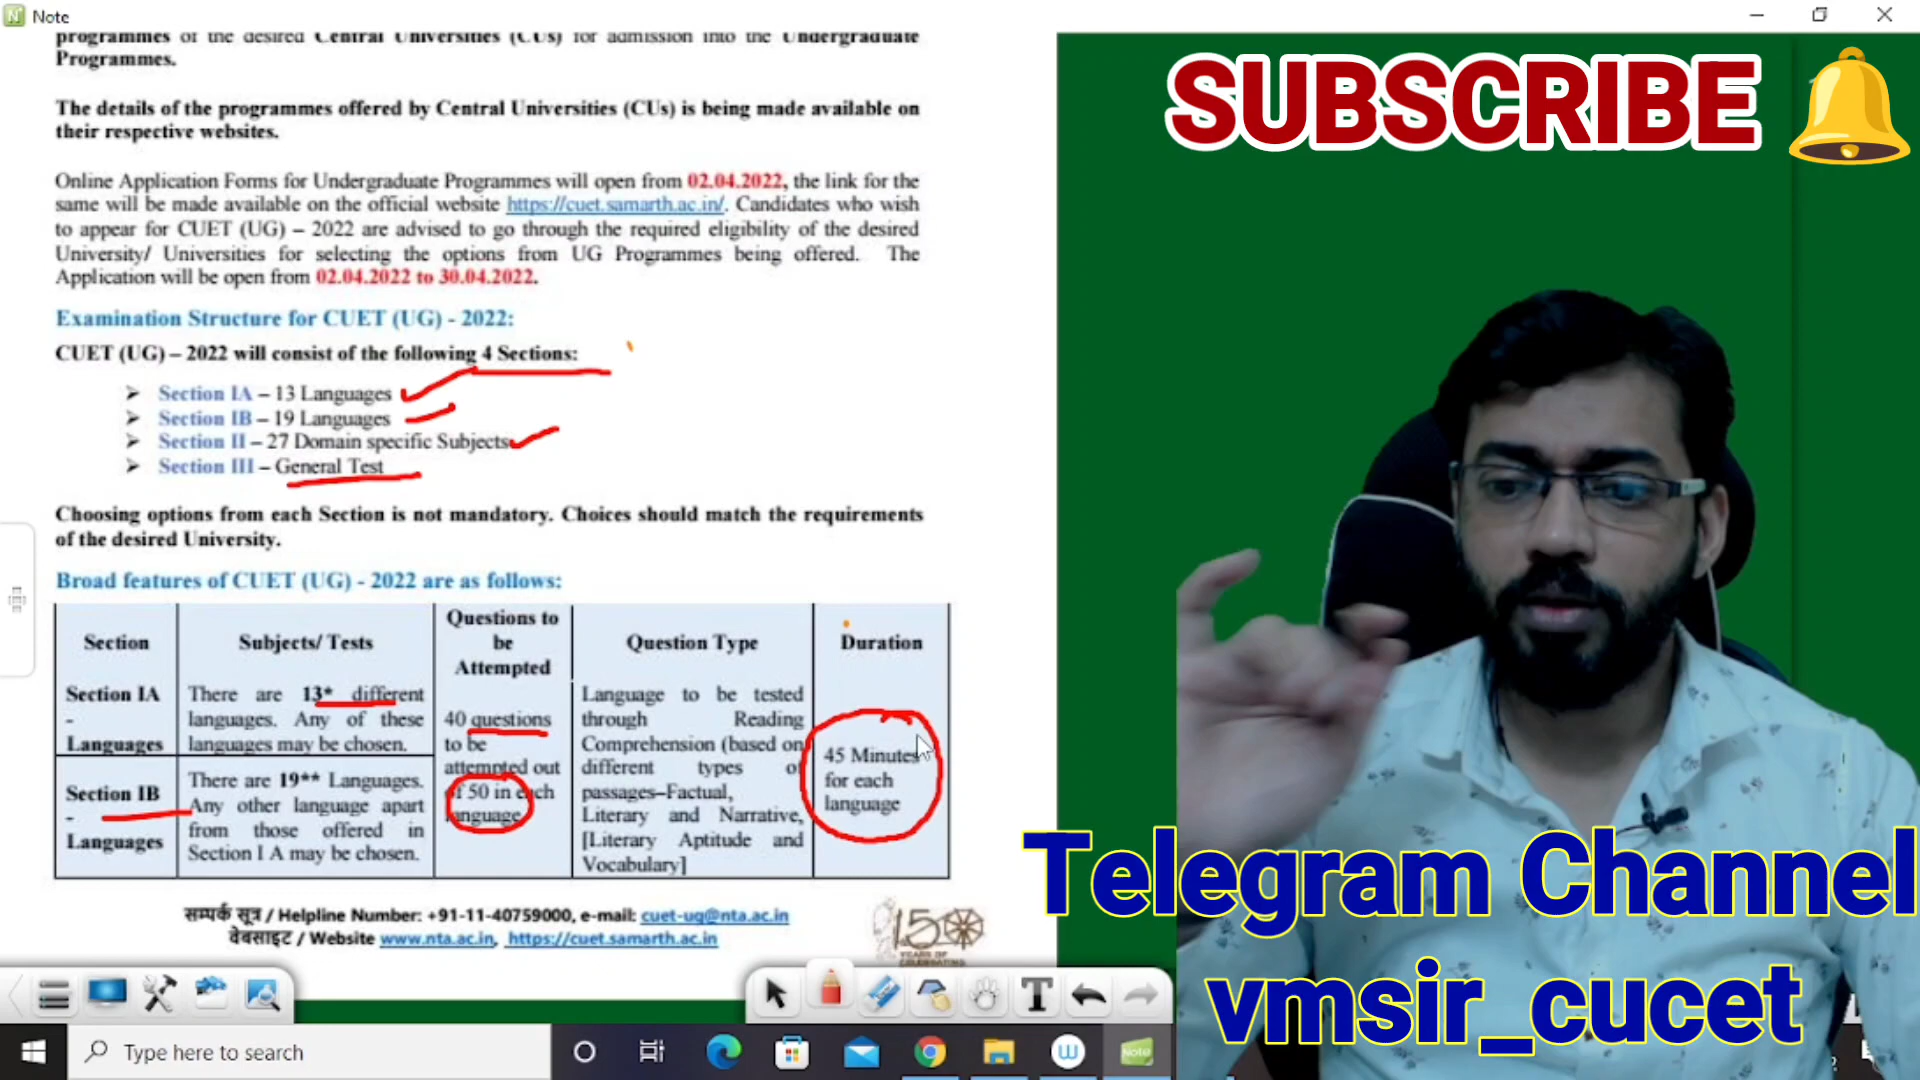 Note
programmes of the desired Central Universities (CUs) for admission into the Undergraduate
Programmes.
The details of the programmes offered by Central Universities (CUs) is being made available on
their respective websites.
Online Application Forms for Undergraduate Programmes will open from 02.04.2022, the link for the
same will be made available on the official website https://cuet.samarth.ac.in/. Candidates who wish
to appear for CUET (UG) – 2022 are advised to go through the required eligibility of the desired
University/ Universities for selecting the options from UG Programmes being offered. The
Application will be open from 02.04.2022 to 30.04.2022.
Examination Structure for CUET (UG) - 2022:
CUET (UG) – 2022 will consist of the following 4 Sections:
➢ Section IA – 13 Languages
➢ Section IB – 19 Languages
➢ Section II – 27 Domain specific Subjects
➢ Section III – General Test
Choosing options from each Section is not mandatory. Choices should match the requirements
of the desired University.
Broad features of CUET (UG) - 2022 are as follows:
Section
Subjects/ Tests
Questions to
be
Attempted
Question Type
Duration
Section IA
-
Languages
There are 13* different
languages. Any of these
languages may be chosen.
Section IB
-
Languages
There are 19** Languages.
Any other language apart
from those offered in
Section I A may be chosen.
40 questions
to be
attempted out
of 50 in each
language
Language to be tested
through Reading
Comprehension (based on
different types of
passages–Factual,
Literary and Narrative,
[Literary Aptitude and
Vocabulary]
45 Minutes
for each
language
सम्पर्क सूत्र / Helpline Number: +91-11-40759000, e-mail: cuet-ug@nta.ac.in
वेबसाइट / Website www.nta.ac.in, https://cuet.samarth.ac.in
150
YEARS OF
CELEBRATING
SUBSCRIBE
Telegram Channel
vmsir_cucet
T
Type here to search
Note